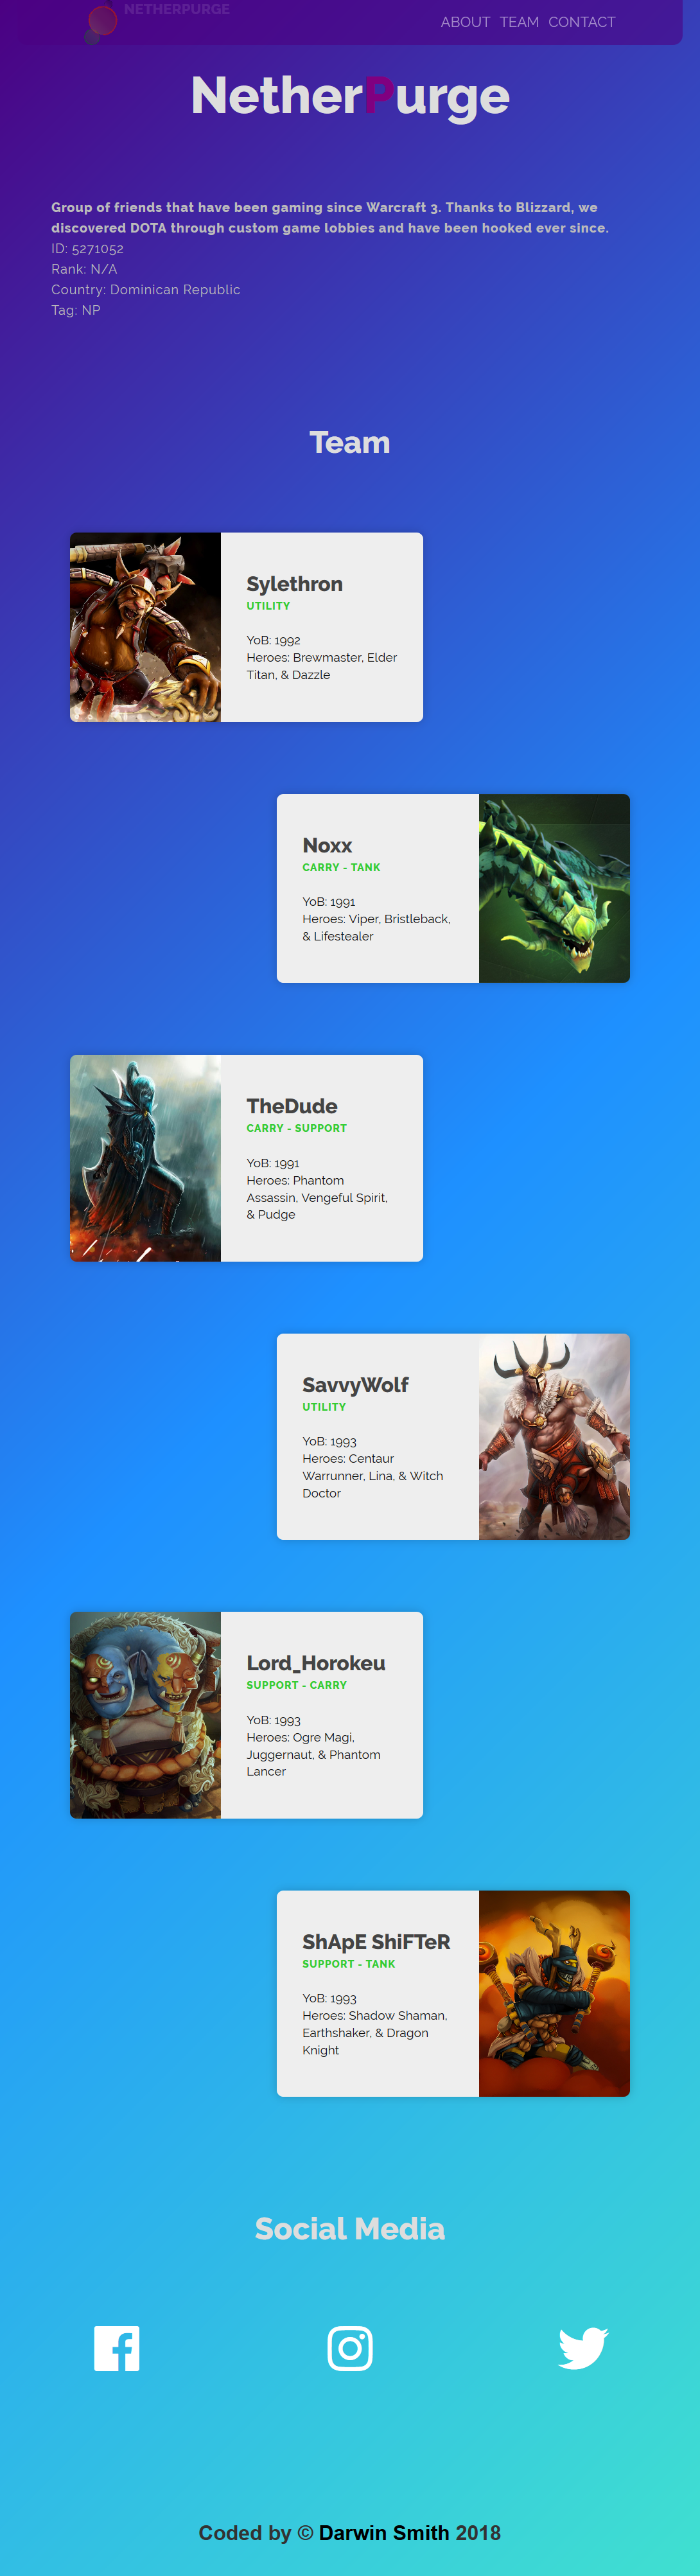 NETHERPURGE
ABOUT TEAM CONTACT
NetherPurge
Group of friends that have been gaming since Warcraft 3. Thanks to Blizzard, we
discovered DOTA through custom game lobbies and have been hooked ever since.
ID: 5271052
Rank: N/A
Country: Dominican Republic
Tag: NP
Team
Sylethron
UTILITY
YoB: 1992
Heroes: Brewmaster, Elder
Titan, & Dazzle
Noxx
CARRY - TANK
YoB: 1991
Heroes: Viper, Bristleback,
& Lifestealer
TheDude
CARRY - SUPPORT
YoB: 1991
Heroes: Phantom
Assassin, Vengeful Spirit,
& Pudge
SavvyWolf
UTILITY
YoB: 1993
Heroes: Centaur
Warrunner, Lina, & Witch
Doctor
Lord_Horokeu
SUPPORT - CARRY
YoB: 1993
Heroes: Ogre Magi,
Juggernaut, & Phantom
Lancer
ShApE ShiFTeR
SUPPORT - TANK
YoB: 1993
Heroes: Shadow Shaman,
Earthshaker, & Dragon
Knight
Social Media
Coded by © Darwin Smith 2018